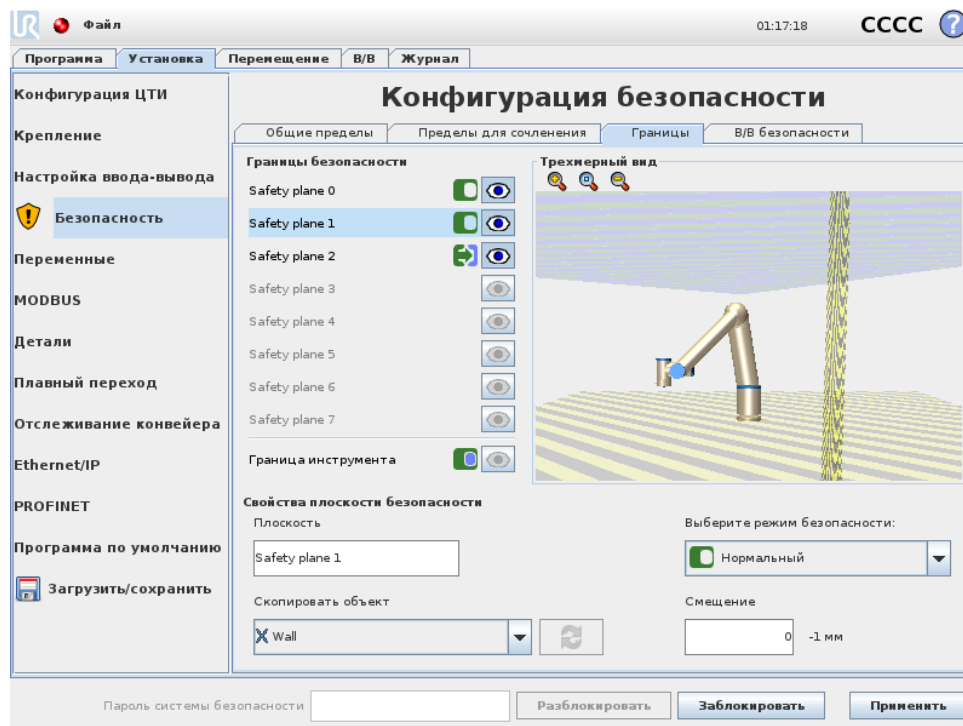 UR
Файл
01:17:18
CCCC
?
Программа Установка Перемещение В/В Журнал
Конфигурация ЦТИ
Крепление
Настройка ввода-вывода
Безопасность
Переменные
MODBUS
Детали
Плавный переход
Отслеживание конвейера
Ethernet/IP
PROFINET
Программа по умолчанию
Загрузить/сохранить
Конфигурация безопасности
Общие пределы Пределы для сочленения Границы В/В безопасности
Границы безопасности
Safety plane 0
Safety plane 1
Safety plane 2
Safety plane 3
Safety plane 4
Safety plane 5
Safety plane 6
Safety plane 7
Граница инструмента
Трехмерный вид
Свойства плоскости безопасности
Плоскость
Safety plane 1
Выберите режим безопасности:
Нормальный
Скопировать объект
Wall
Смещение
0 -1 мм
Пароль системы безопасности
Разблокировать Заблокировать Применить